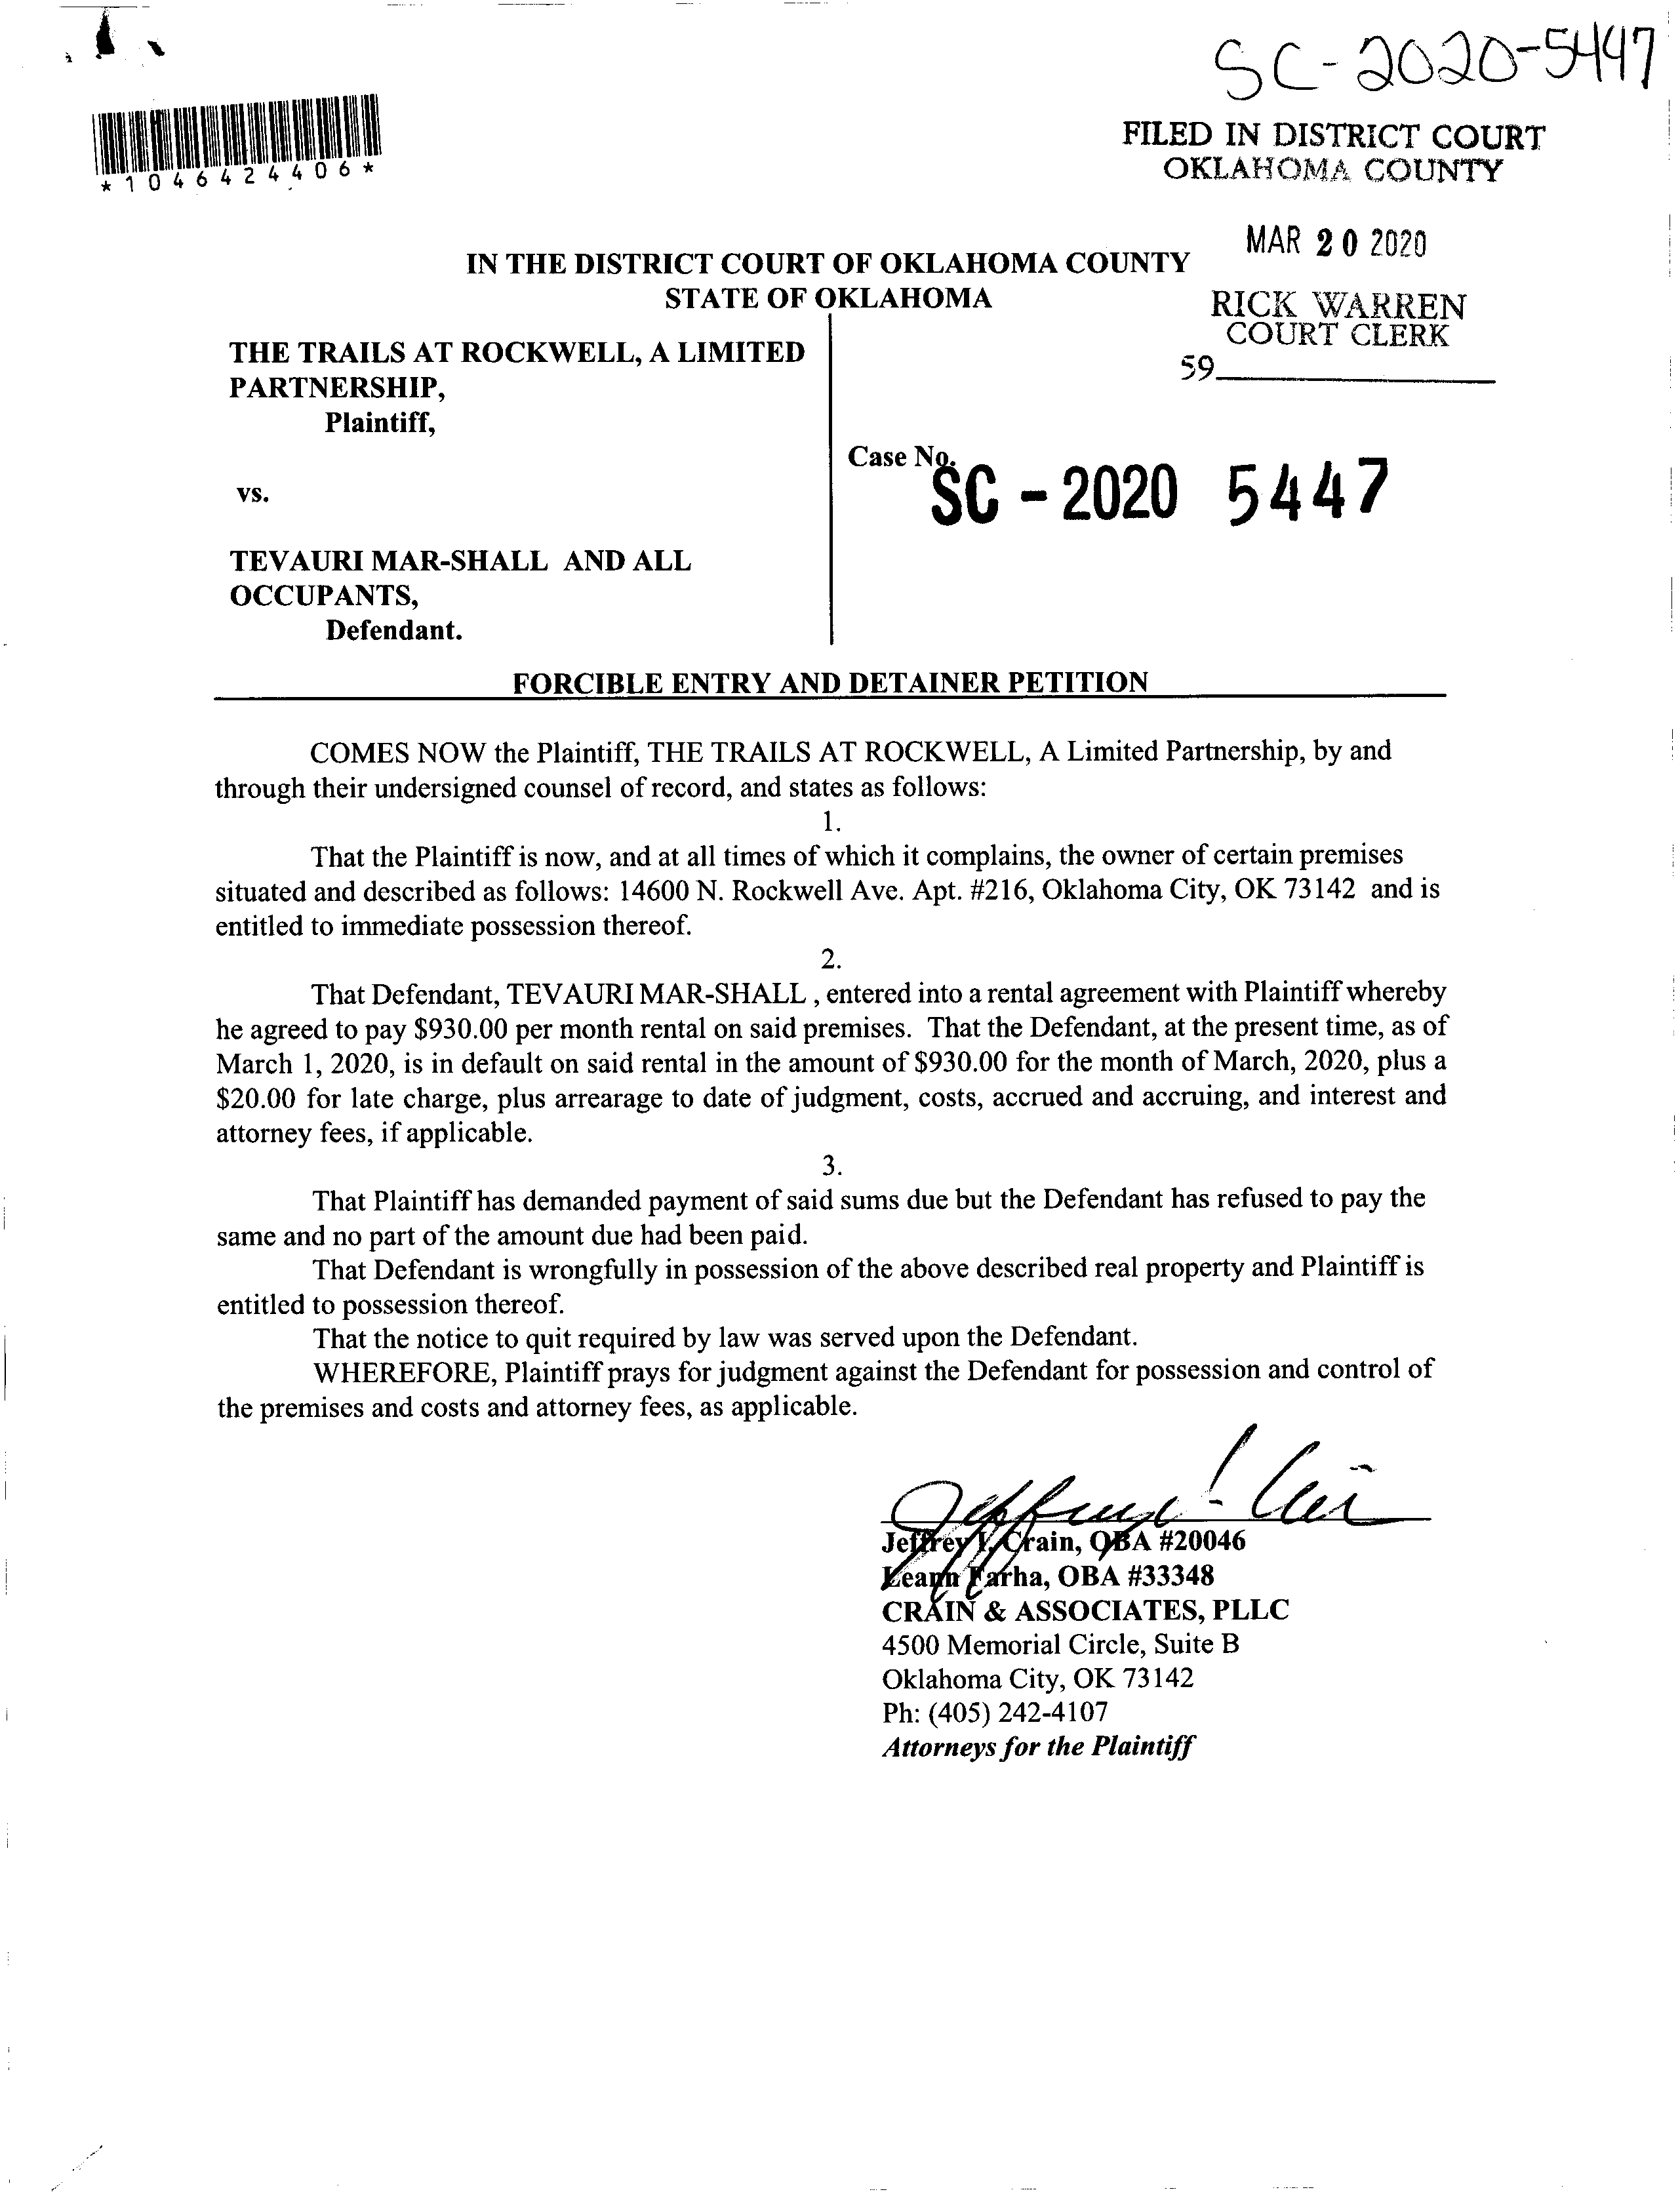 SC-2020-5447
*1046424406*
FILED IN DISTRICT COURT
OKLAHOMA COUNTY
MAR 20 2020
RICK WARREN
COURT CLERK
59
IN THE DISTRICT COURT OF OKLAHOMA COUNTY
STATE OF OKLAHOMA
THE TRAILS AT ROCKWELL, A LIMITED
PARTNERSHIP,
Plaintiff,
vs.
TEVAURI MAR-SHALL AND ALL
OCCUPANTS,
Defendant.
Case No.
SC - 2020 5447
FORCIBLE ENTRY AND DETAINER PETITION
COMES NOW the Plaintiff, THE TRAILS AT ROCKWELL, A Limited Partnership, by and
through their undersigned counsel of record, and states as follows:
1.
That the Plaintiff is now, and at all times of which it complains, the owner of certain premises
situated and described as follows: 14600 N. Rockwell Ave. Apt. #216, Oklahoma City, OK 73142 and is
entitled to immediate possession thereof.
2.
That Defendant, TEVAURI MAR-SHALL , entered into a rental agreement with Plaintiff whereby
he agreed to pay $930.00 per month rental on said premises. That the Defendant, at the present time, as of
March 1, 2020, is in default on said rental in the amount of $930.00 for the month of March, 2020, plus a
$20.00 for late charge, plus arrearage to date of judgment, costs, accrued and accruing, and interest and
attorney fees, if applicable.
3.
That Plaintiff has demanded payment of said sums due but the Defendant has refused to pay the
same and no part of the amount due had been paid.
That Defendant is wrongfully in possession of the above described real property and Plaintiff is
entitled to possession thereof.
That the notice to quit required by law was served upon the Defendant.
WHEREFORE, Plaintiff prays for judgment against the Defendant for possession and control of
the premises and costs and attorney fees, as applicable.
Jeffrey Crain, OBA #20046
Leann Farha, OBA #33348
CRAIN & ASSOCIATES, PLLC
4500 Memorial Circle, Suite B
Oklahoma City, OK 73142
Ph: (405) 242-4107
Attorneys for the Plaintiff